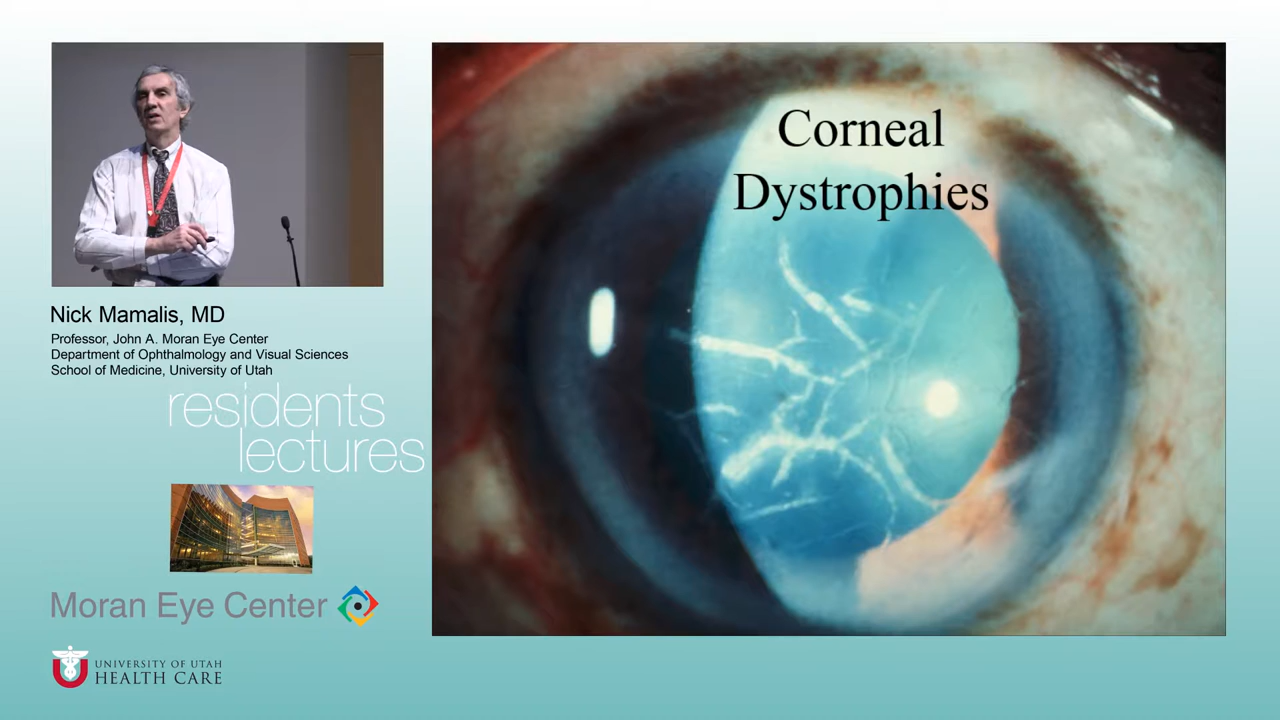 Corneal
Dystrophies
Nick Mamalis, MD
Professor, John A. Moran Eye Center
Department of Ophthalmology and Visual Sciences
School of Medicine, University of Utah
residents
lectures
Moran Eye Center
UNIVERSITY OF UTAH
HEALTH CARE